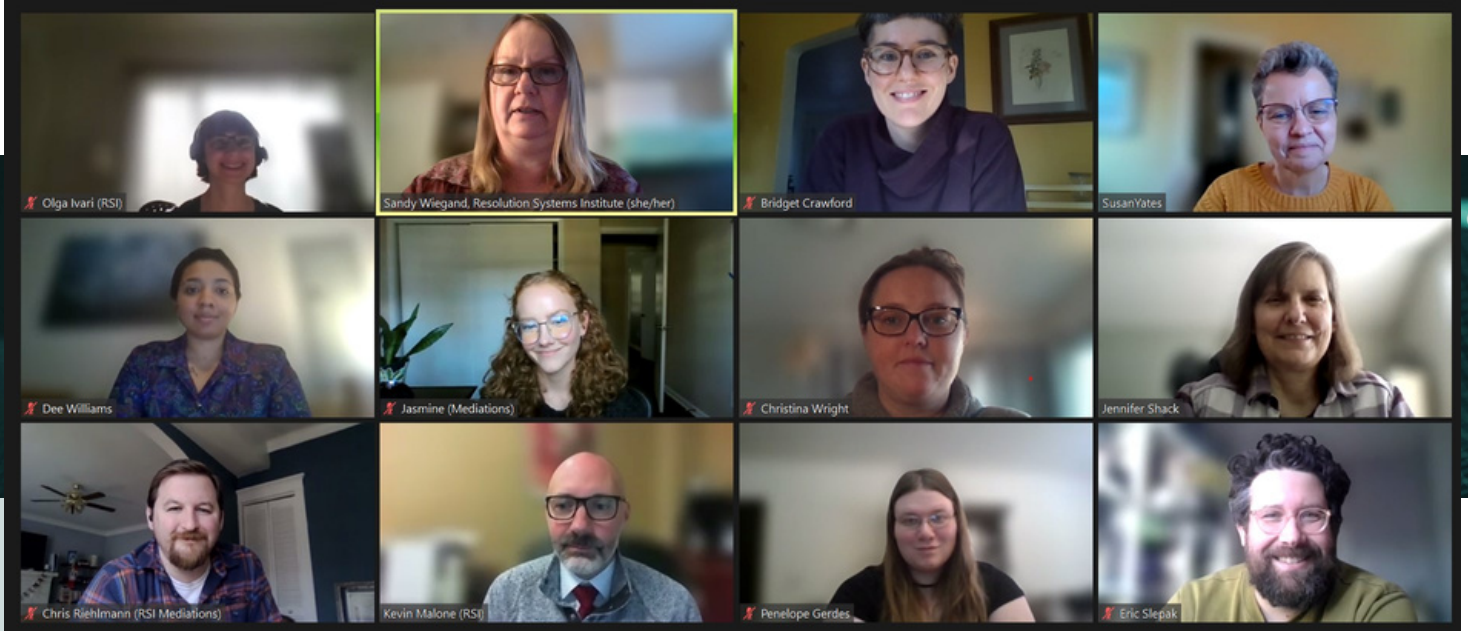 Olga Ivari (RSI)
Sandy Wiegand, Resolution Systems Institute (she/her)
Bridget Crawford
SusanYates
Dee Williams
Jasmine (Mediations)
Christina Wright
Jennifer Shack
Chris Riehlmann (RSI Mediations)
Kevin Malone (RSI)
Penelope Gerdes
Eric Slepak